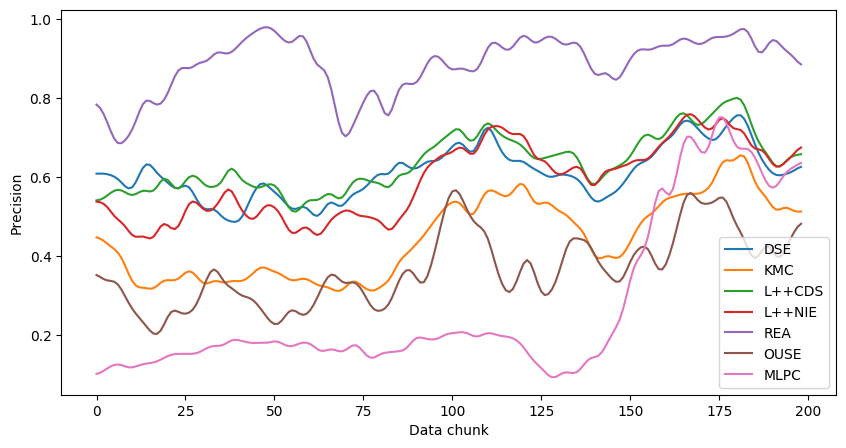 1.0
0.8
0.6
0.4
0.2
Precision
0 25 50 75 100 125 150 175 200
Data chunk
DSE
KMC
L++CDS
L++NIE
REA
OUSE
MLPC